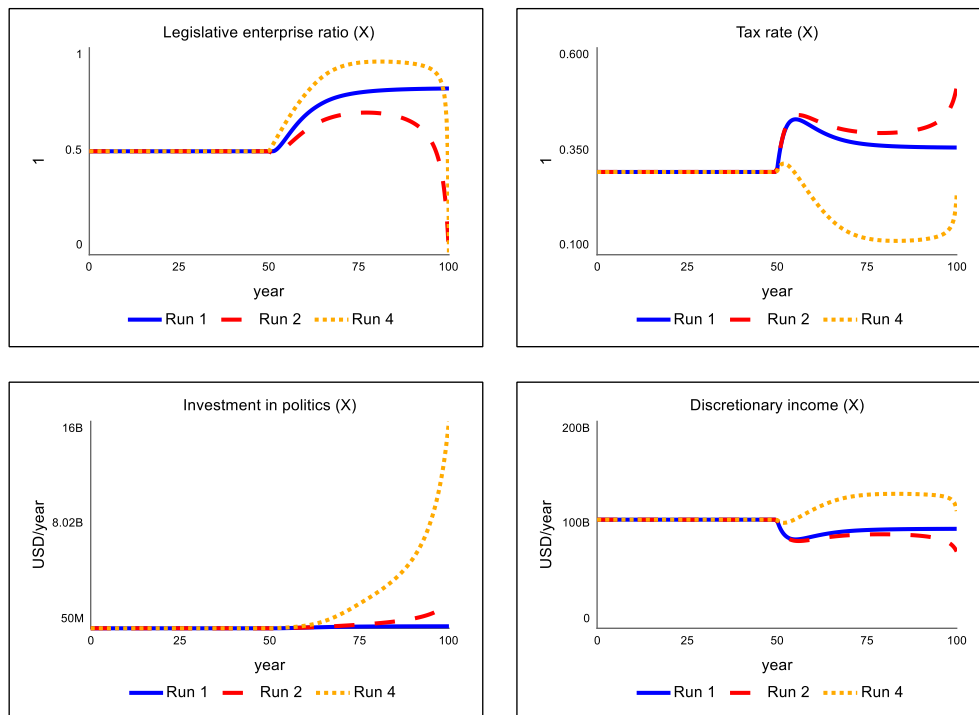 Legislative enterprise ratio (X)
1
0.5
0
1
0
25
50
75
100
year
Run 1
Run 2
Run 4
Tax rate (X)
0.600
0.350
0.100
1
0
25
50
75
100
year
Run 1
Run 2
Run 4
Investment in politics (X)
16B
8.02B
50M
USD/year
0
25
50
75
100
year
Run 1
Run 2
Run 4
Discretionary income (X)
200B
100B
0
USD/year
0
25
50
75
100
year
Run 1
Run 2
Run 4